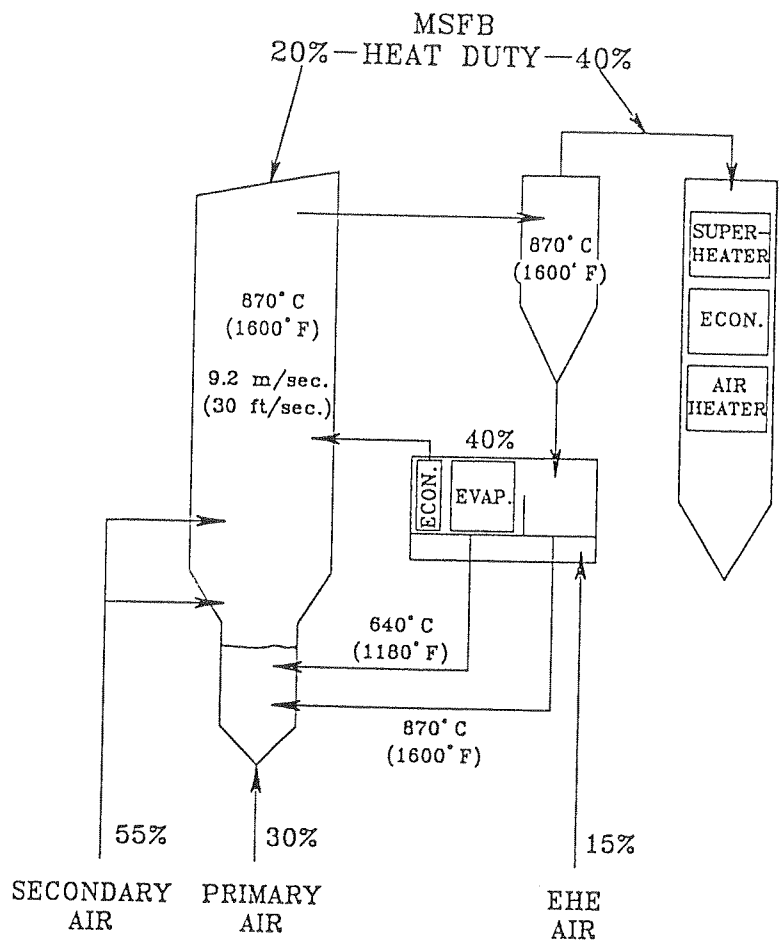 MSFB
20%—HEAT DUTY—40%
870°C
(1600°F)
SUPER-
HEATER
870°C
(1600°F)
9.2 m/sec.
(30 ft/sec.)
ECON.
AIR
HEATER
40%
ECON.
EVAP.
640°C
(1180°F)
870°C
(1600°F)
55%
30%
15%
SECONDARY
AIR
PRIMARY
AIR
EHE
AIR